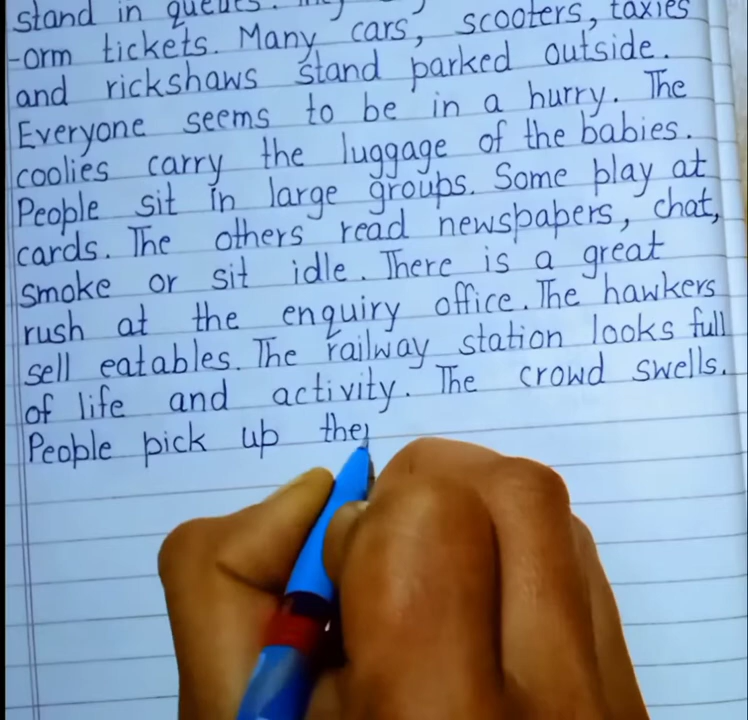 stand in queues.
-orm tickets. Many cars, scooters, taxies
and rickshaws stand parked outside.
Everyone seems to be in a hurry. The
coolies carry the luggage of the babies.
People sit in large groups. Some play at
cards. The others read newspapers, chat,
smoke or sit idle. There is a great
rush at the enquiry office. The hawkers
sell eatables. The railway station looks full
of life and activity. The crowd swells.
People pick up the